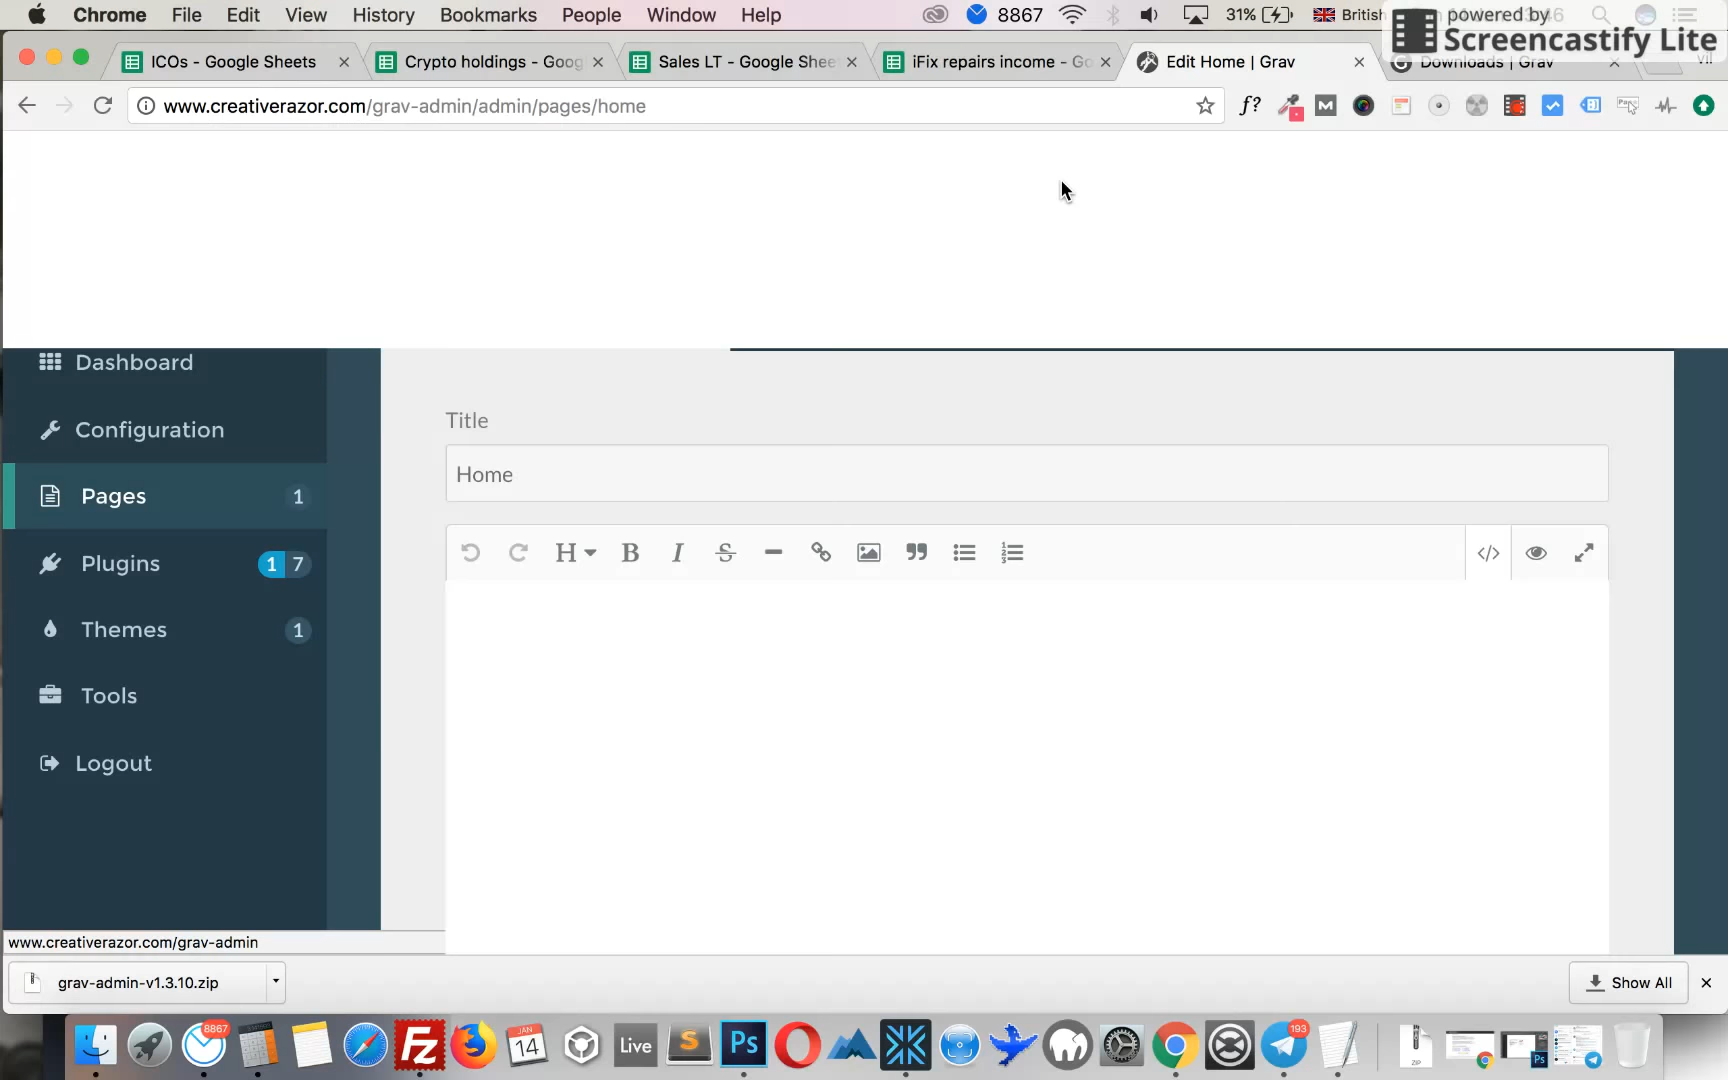 Chrome File Edit View History Bookmarks People Window Help 8867 31% British
powered by
Screencastify Lite
ICOs - Google Sheets Crypto holdings - Goog Sales LT - Google Shee iFix repairs income - Go Edit Home | Grav Downloads | Grav
www.creativerazor.com/grav-admin/admin/pages/home
f?
Dashboard
Configuration
Pages 1
Plugins 1 7
Themes 1
Tools
Logout
Title
Home
H B I S
www.creativerazor.com/grav-admin
grav-admin-v1.3.10.zip
Show All
8867
JAN
14
Live
S
Ps
193
ZIP